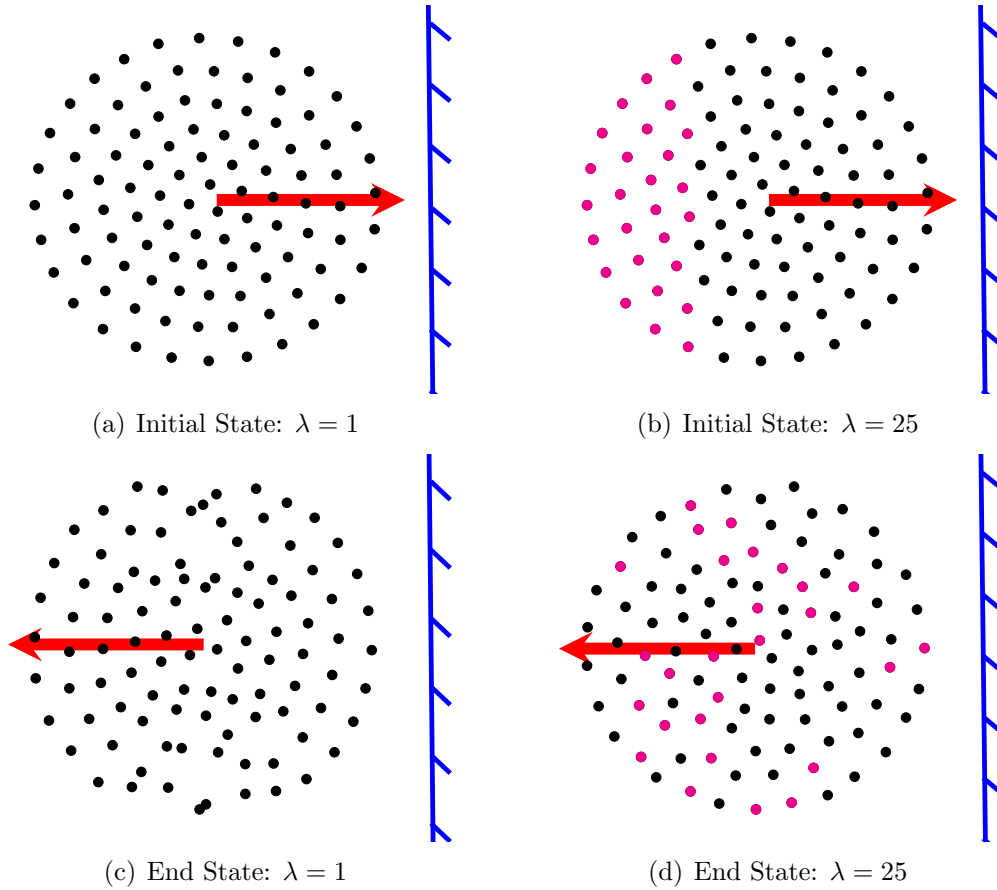 (a) Initial State: λ = 1
(b) Initial State: λ = 25
(c) End State: λ = 1
(d) End State: λ = 25